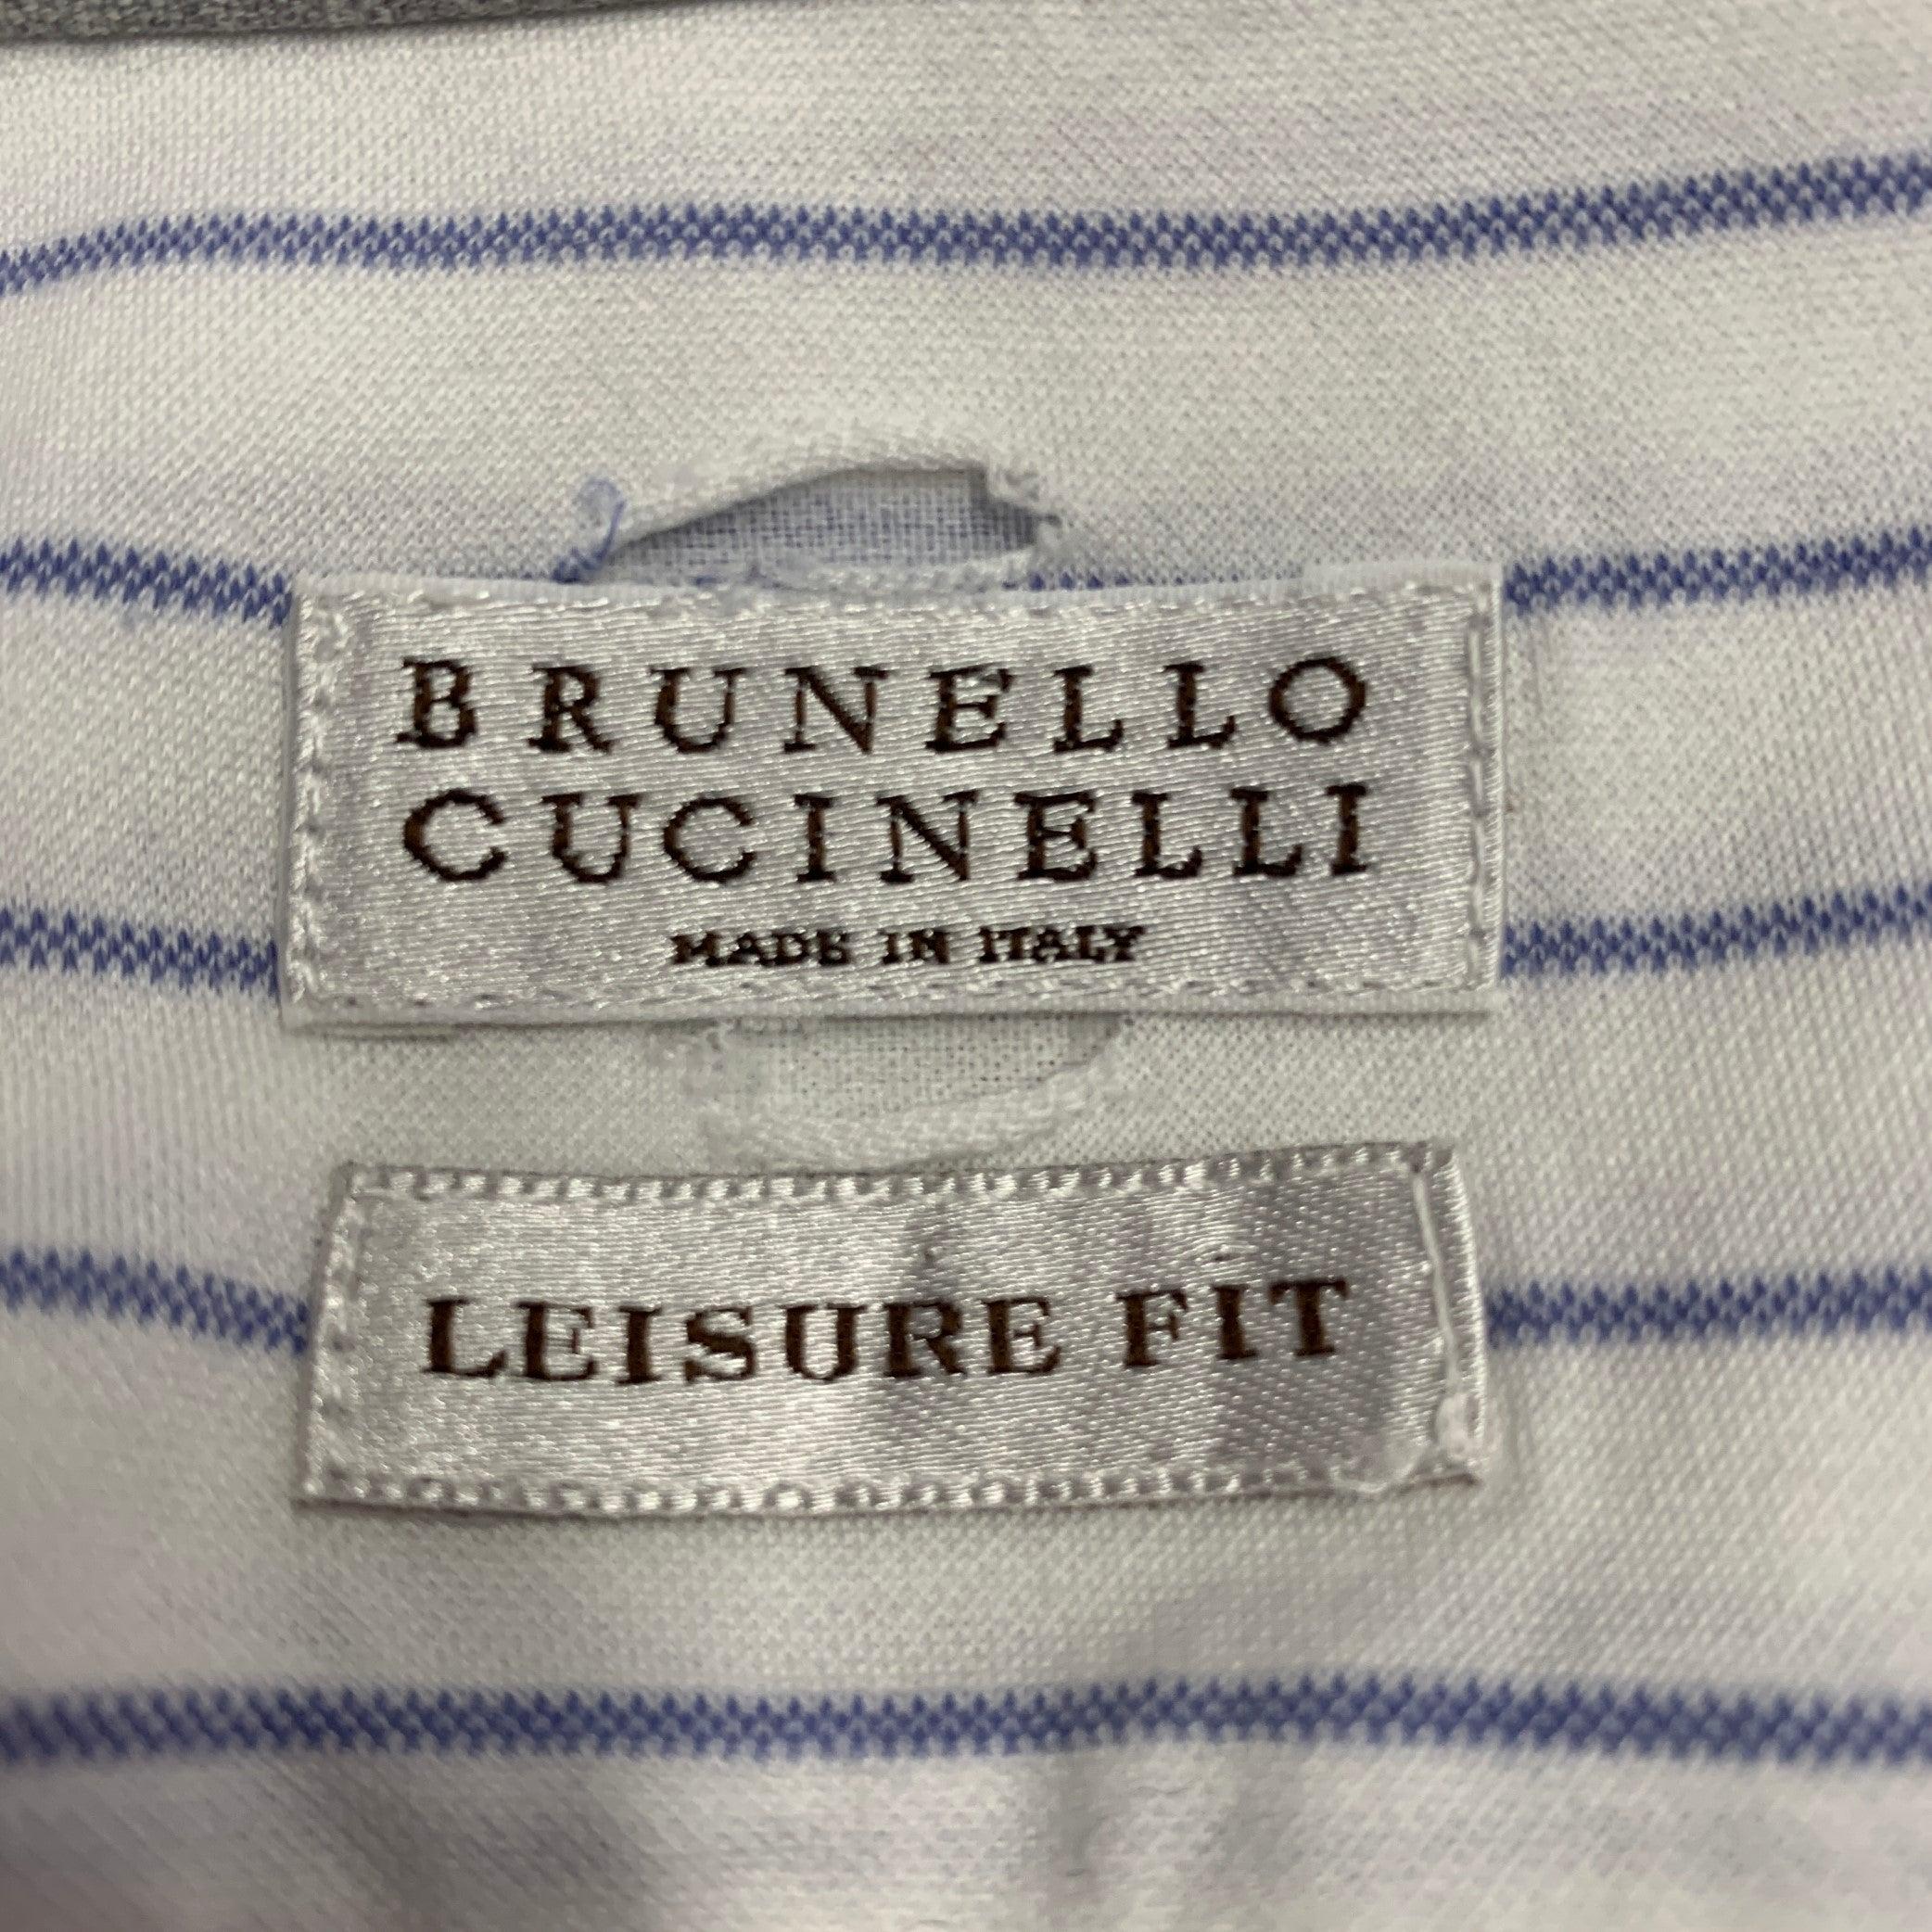 BRUNELLO
CUCINELLI
MADE IN ITALY
LEISURE FIT